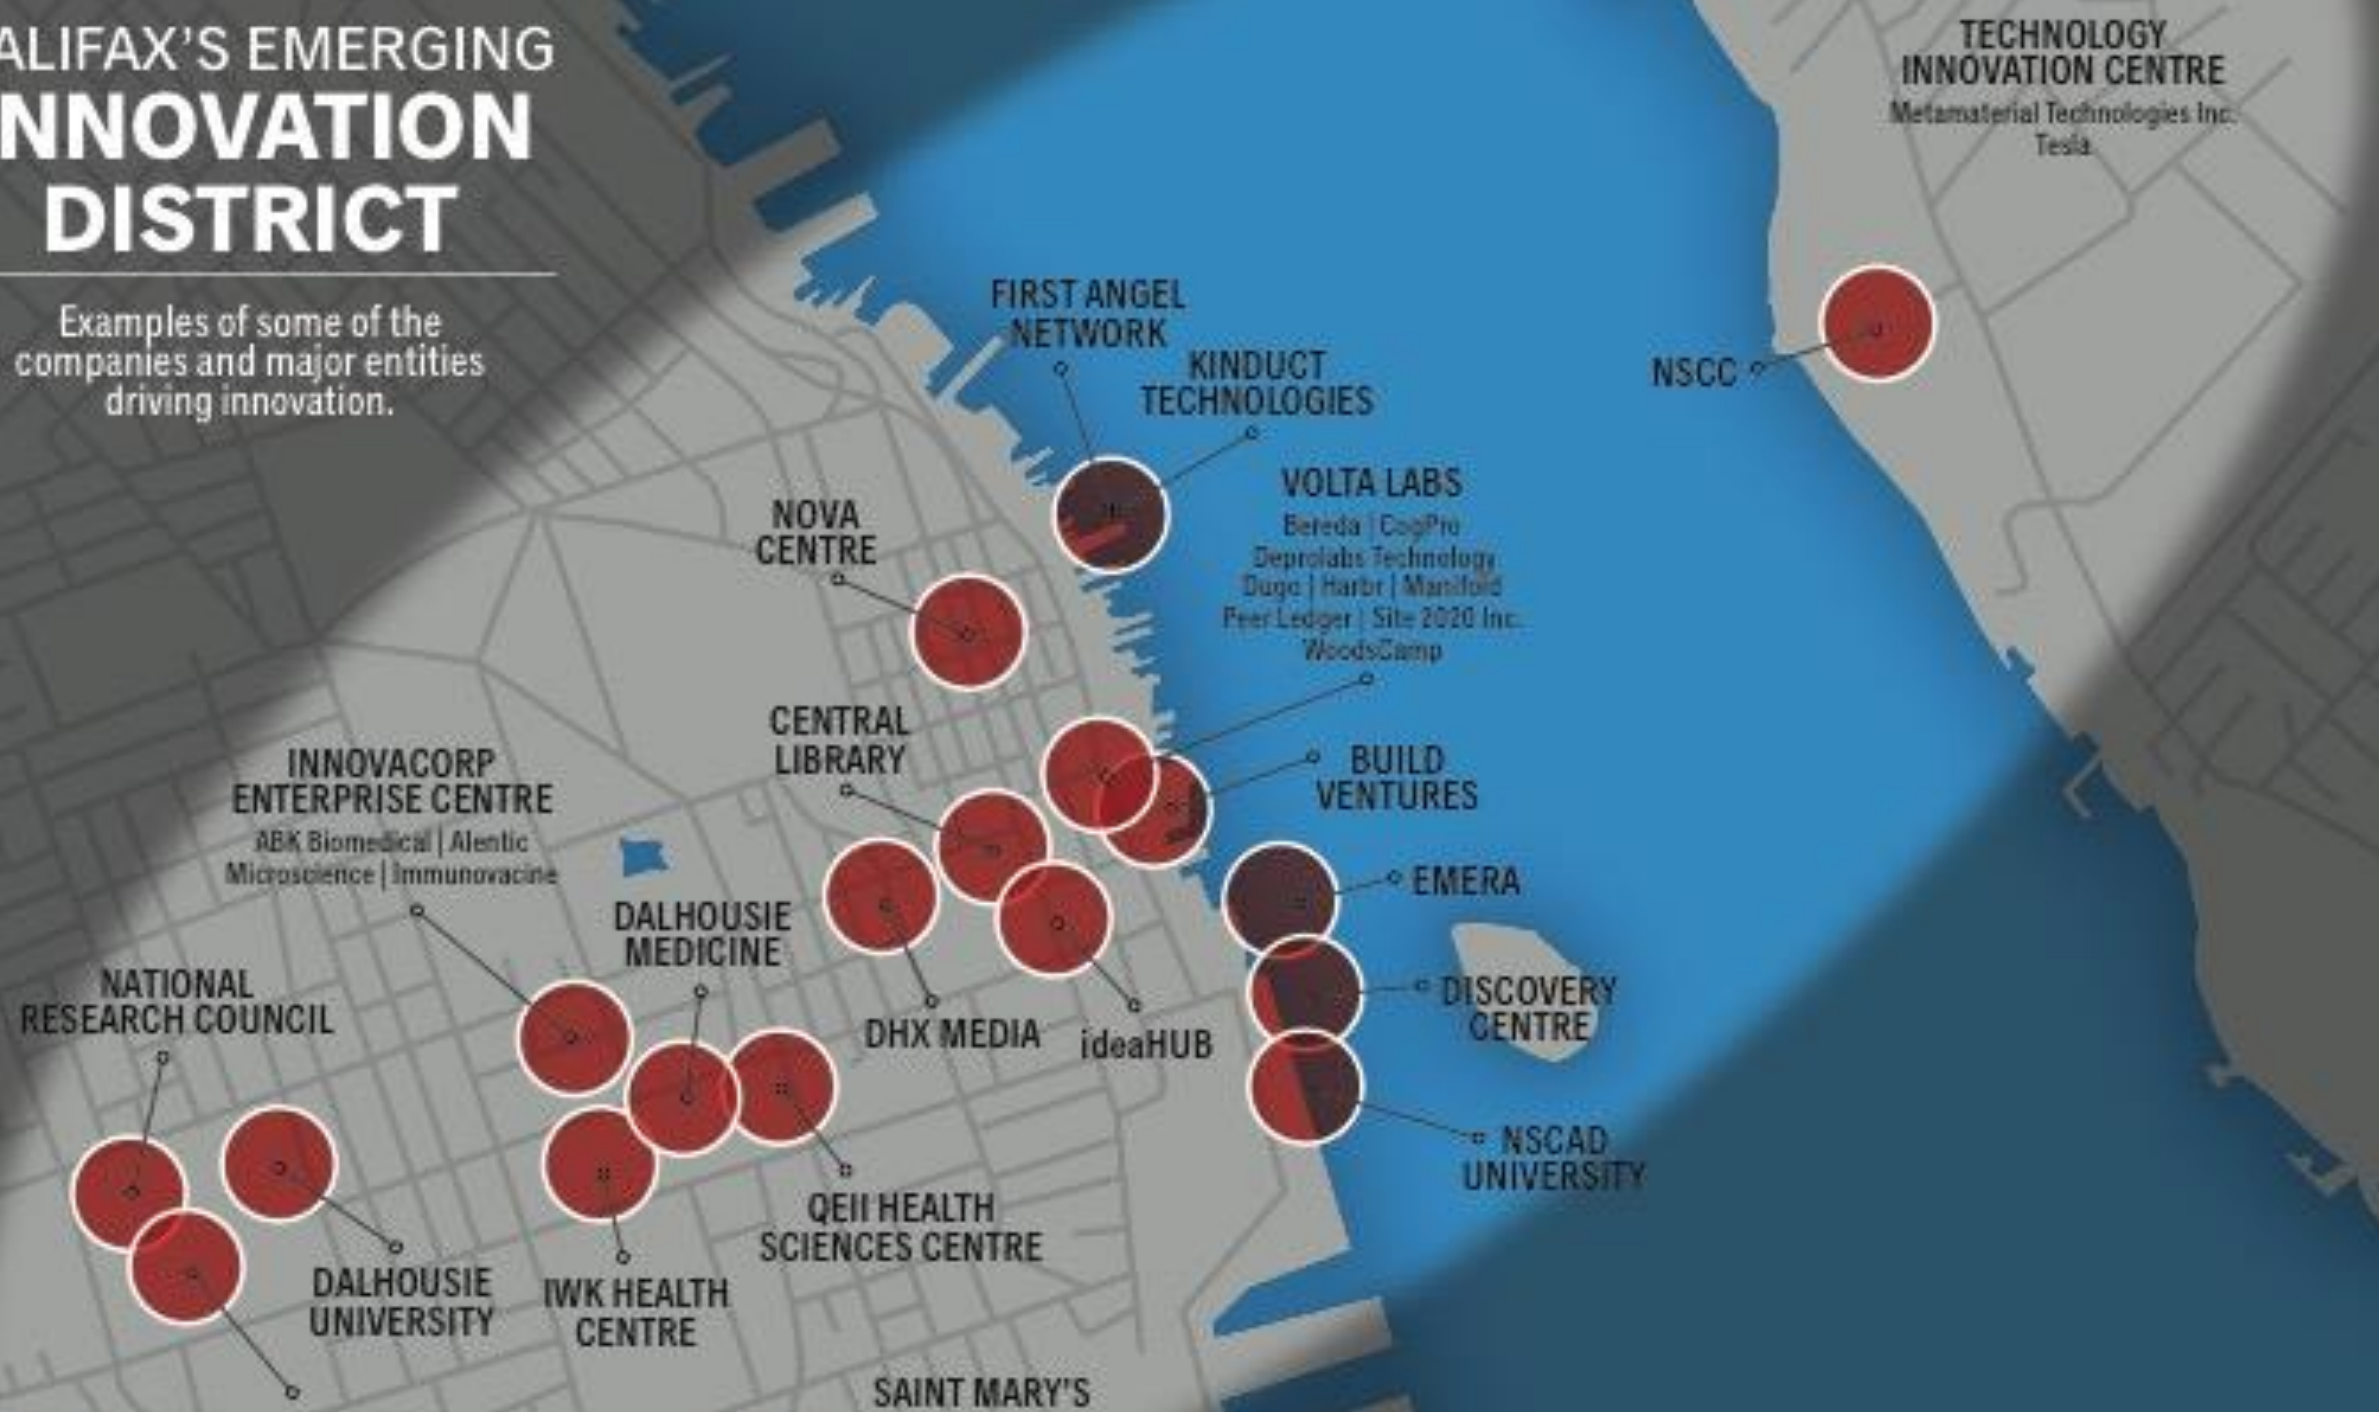 ALIFAX'S EMERGING
NNOVATION
DISTRICT
Examples of some of the
companies and major entities
driving innovation.
TECHNOLOGY
INNOVATION CENTRE
Metamaterial Technologies Inc.
Tesla
FIRST ANGEL
NETWORK
KINDUCT
TECHNOLOGIES
NSCC
VOLTA LABS
Bereda | CogPro
Deprolabs Technology
Dugo | Harbr | Manifold
Peer Ledger | Site 2020 Inc.
WoodsCamp
NOVA
CENTRE
CENTRAL
LIBRARY
BUILD
VENTURES
INNOVACORP
ENTERPRISE CENTRE
ABK Biomedical | Alentic
Microscience | Immunovacine
EMERA
DALHOUSIE
MEDICINE
NATIONAL
RESEARCH COUNCIL
DISCOVERY
CENTRE
DHX MEDIA
ideaHUB
NSCAD
UNIVERSITY
QEII HEALTH
SCIENCES CENTRE
DALHOUSIE
UNIVERSITY
IWK HEALTH
CENTRE
SAINT MARY'S